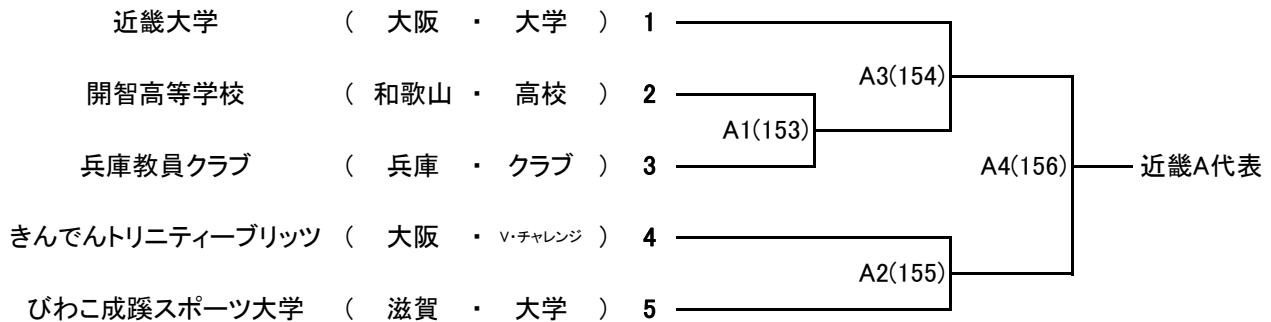 近畿大学 ( 大阪 ・ 大学 ) 1
A3(154)
開智高等学校 ( 和歌山 ・ 高校 ) 2
A1(153)
兵庫教員クラブ ( 兵庫 ・ クラブ ) 3
A4(156)
近畿A代表
きんでんトリニティーブリッツ ( 大阪 ・ V・チャレンジ ) 4
A2(155)
びわこ成蹊スポーツ大学 ( 滋賀 ・ 大学 ) 5